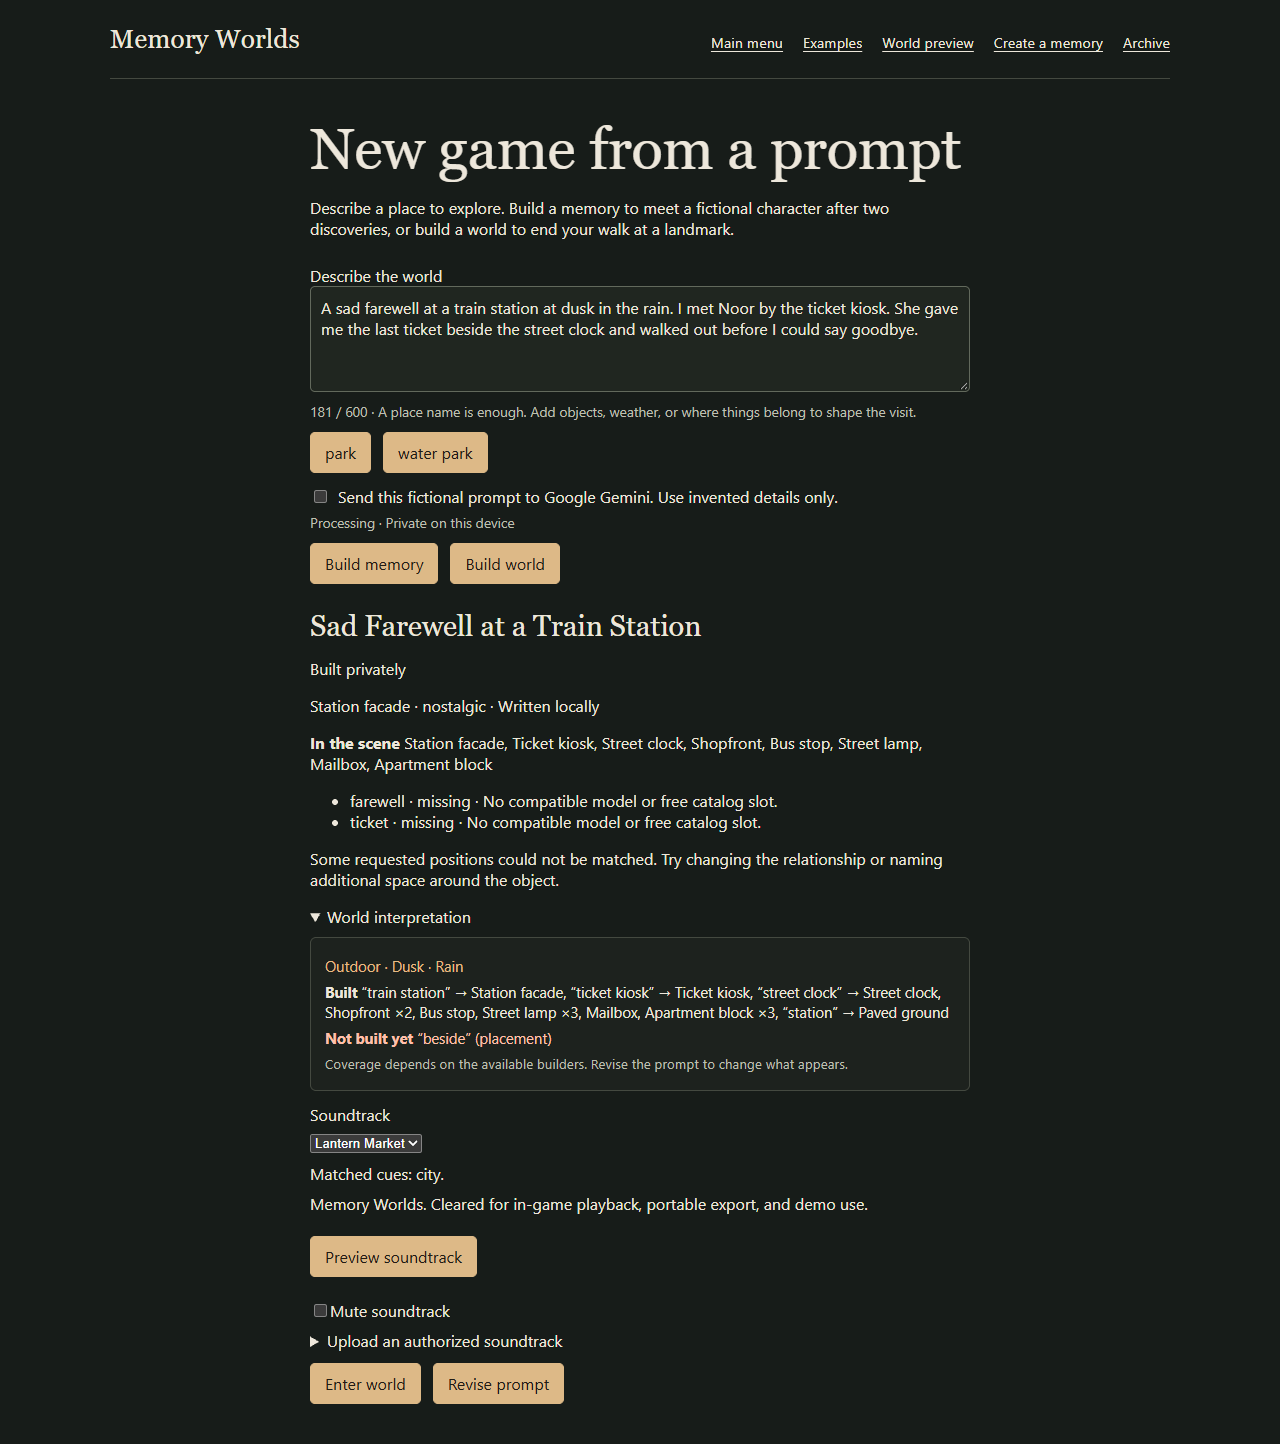 Memory Worlds
Main menu
Examples
World preview
Create a memory
Archive
New game from a prompt
Describe a place to explore. Build a memory to meet a fictional character after two
discoveries, or build a world to end your walk at a landmark.
Describe the world
A sad farewell at a train station at dusk in the rain. I met Noor by the ticket kiosk. She gave
me the last ticket beside the street clock and walked out before I could say goodbye.
181 / 600 · A place name is enough. Add objects, weather, or where things belong to shape the visit.
park
water park
Send this fictional prompt to Google Gemini. Use invented details only.
Processing · Private on this device
Build memory
Build world
Sad Farewell at a Train Station
Built privately
Station facade · nostalgic · Written locally
In the scene Station facade, Ticket kiosk, Street clock, Shopfront, Bus stop, Street lamp,
Mailbox, Apartment block
• farewell · missing · No compatible model or free catalog slot.
• ticket · missing · No compatible model or free catalog slot.
Some requested positions could not be matched. Try changing the relationship or naming
additional space around the object.
▼ World interpretation
Outdoor · Dusk · Rain
Built “train station” → Station facade, “ticket kiosk” → Ticket kiosk, “street clock” → Street clock,
Shopfront ×2, Bus stop, Street lamp ×3, Mailbox, Apartment block ×3, “station” → Paved ground
Not built yet “beside” (placement)
Coverage depends on the available builders. Revise the prompt to change what appears.
Soundtrack
Lantern Market
Matched cues: city.
Memory Worlds. Cleared for in-game playback, portable export, and demo use.
Preview soundtrack
Mute soundtrack
▶ Upload an authorized soundtrack
Enter world
Revise prompt